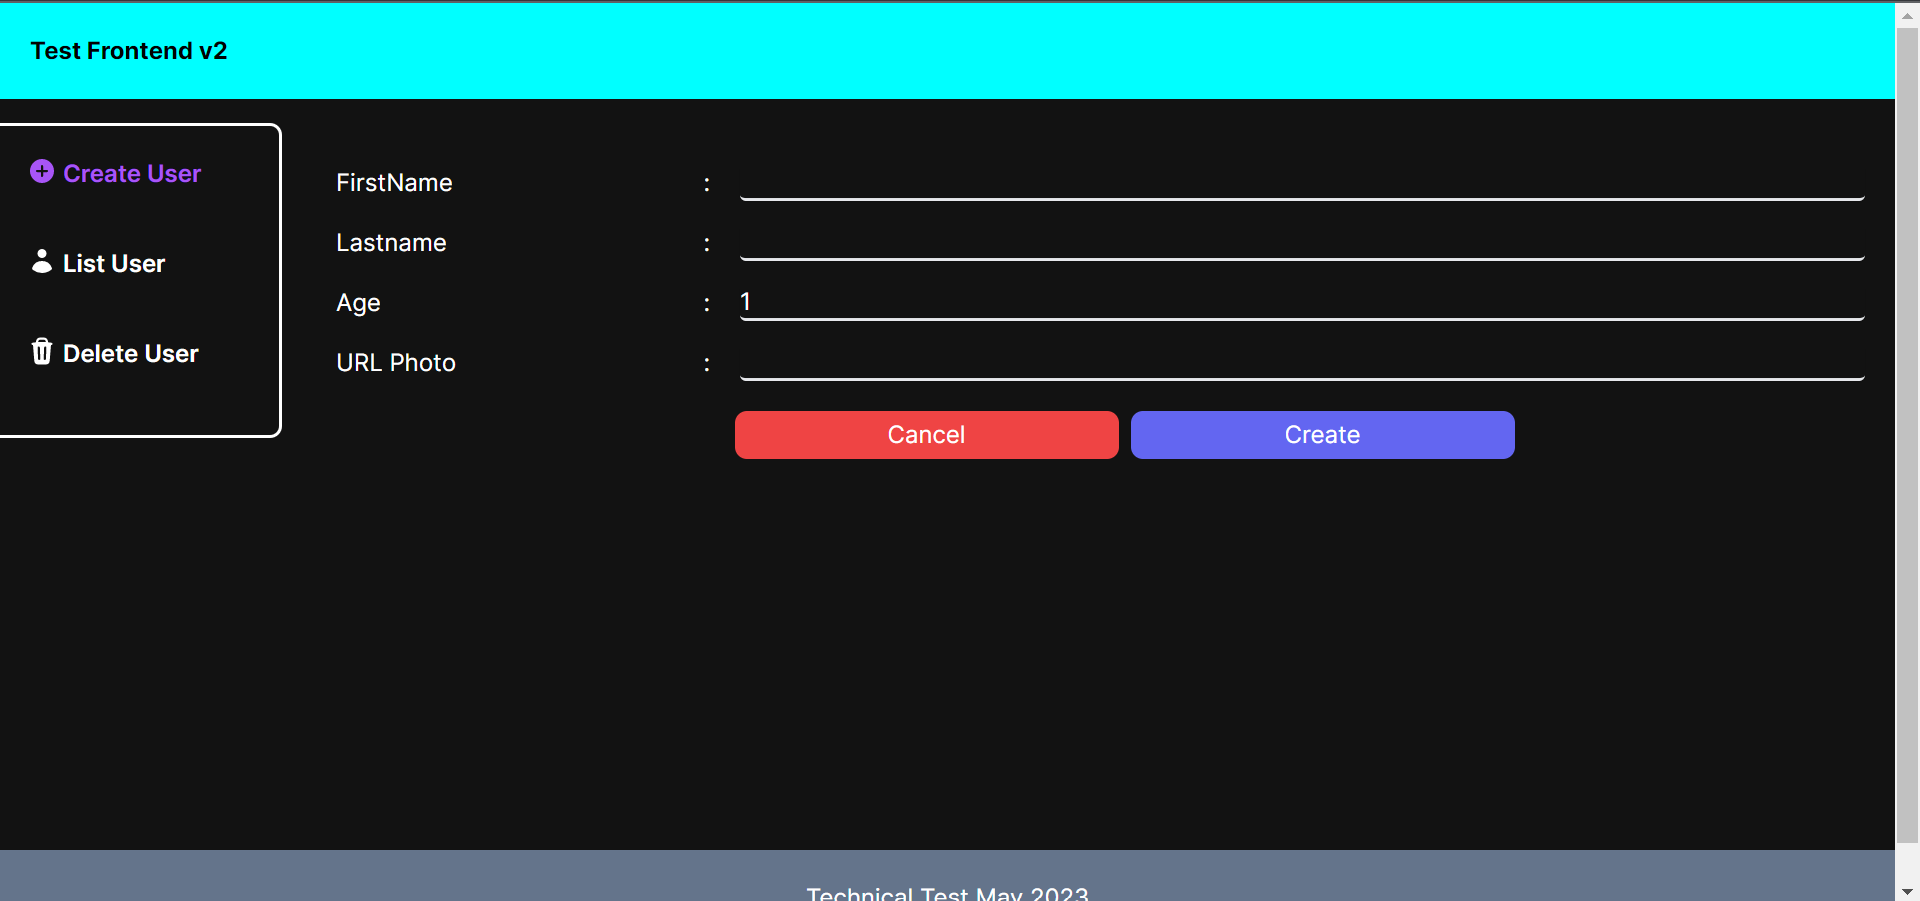 Test Frontend v2
Create User
List User
Delete User
FirstName :
Lastname :
Age : 1
URL Photo :
Cancel Create
Technical Test May 2023